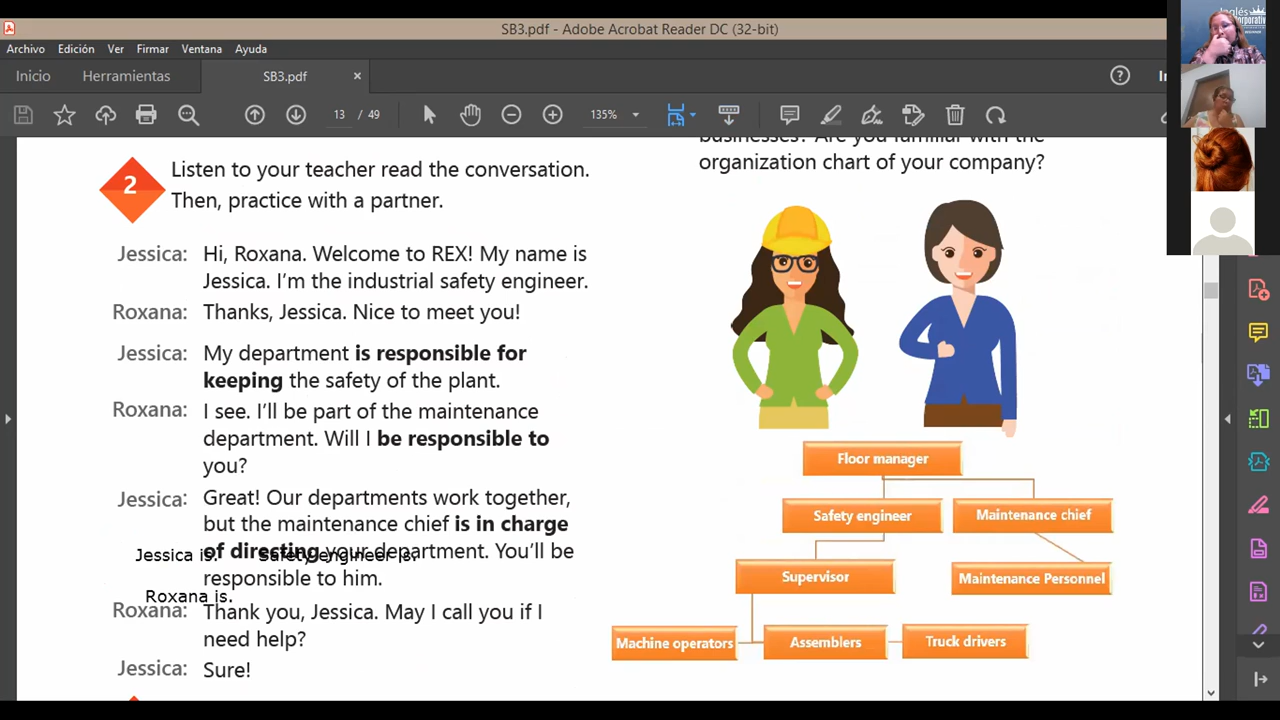 SB3.pdf - Adobe Acrobat Reader DC (32-bit)
Archivo Edición Ver Firmar Ventana Ayuda
Inicio Herramientas SB3.pdf ×
13 / 49 135%
organization chart of your company?
2
Listen to your teacher read the conversation.
Then, practice with a partner.
Jessica: Hi, Roxana. Welcome to REX! My name is
Jessica. I'm the industrial safety engineer.
Roxana: Thanks, Jessica. Nice to meet you!
Jessica: My department is responsible for
keeping the safety of the plant.
Roxana: I see. I'll be part of the maintenance
department. Will I be responsible to
you?
Jessica: Great! Our departments work together,
but the maintenance chief is in charge
of directing your department. You'll be
responsible to him.
Jessica is. Safety engineer is.
Roxana is.
Roxana: Thank you, Jessica. May I call you if I
need help?
Jessica: Sure!
Floor manager
Safety engineer
Maintenance chief
Supervisor
Maintenance Personnel
Machine operators
Assemblers
Truck drivers
Inglés